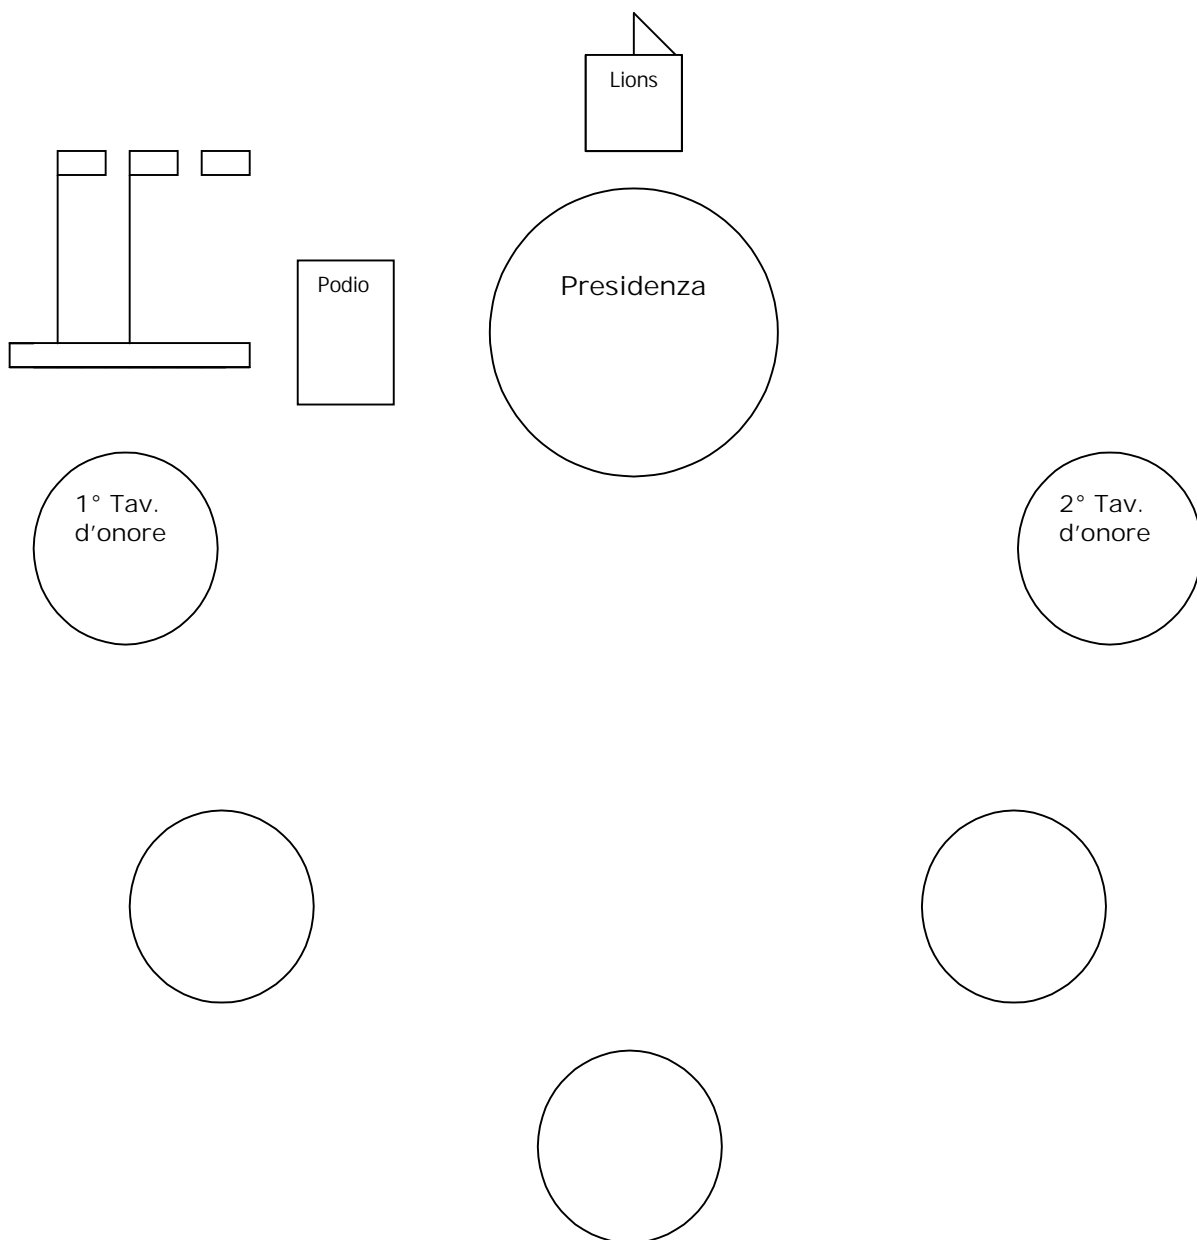 Lions
Podio
Presidenza
1° Tav.
d'onore
2° Tav.
d'onore